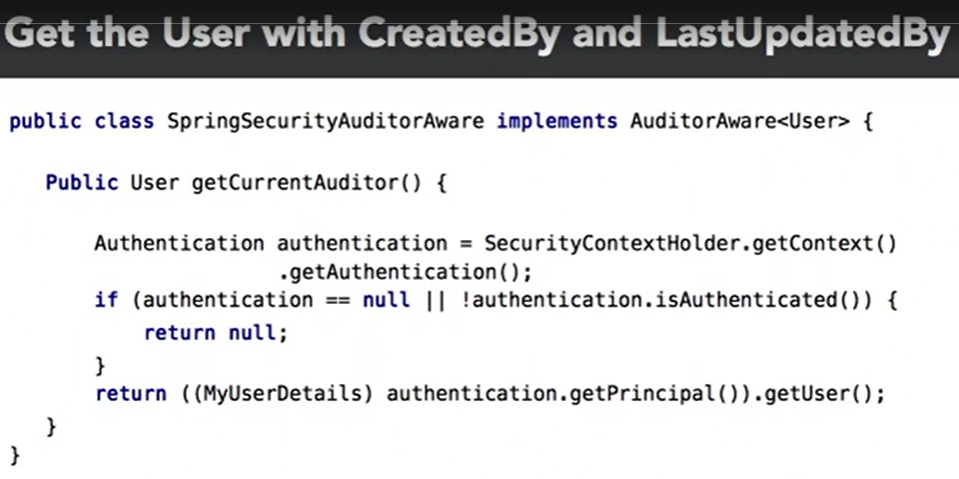 Get the User with CreatedBy and LastUpdatedBy
public class SpringSecurityAuditorAware implements AuditorAware<User> {
Public User getCurrentAuditor() {
Authentication authentication = SecurityContextHolder.getContext()
.getAuthentication();
if (authentication == null || !authentication.isAuthenticated()) {
return null;
}
return ((MyUserDetails) authentication.getPrincipal()).getUser();
}
}